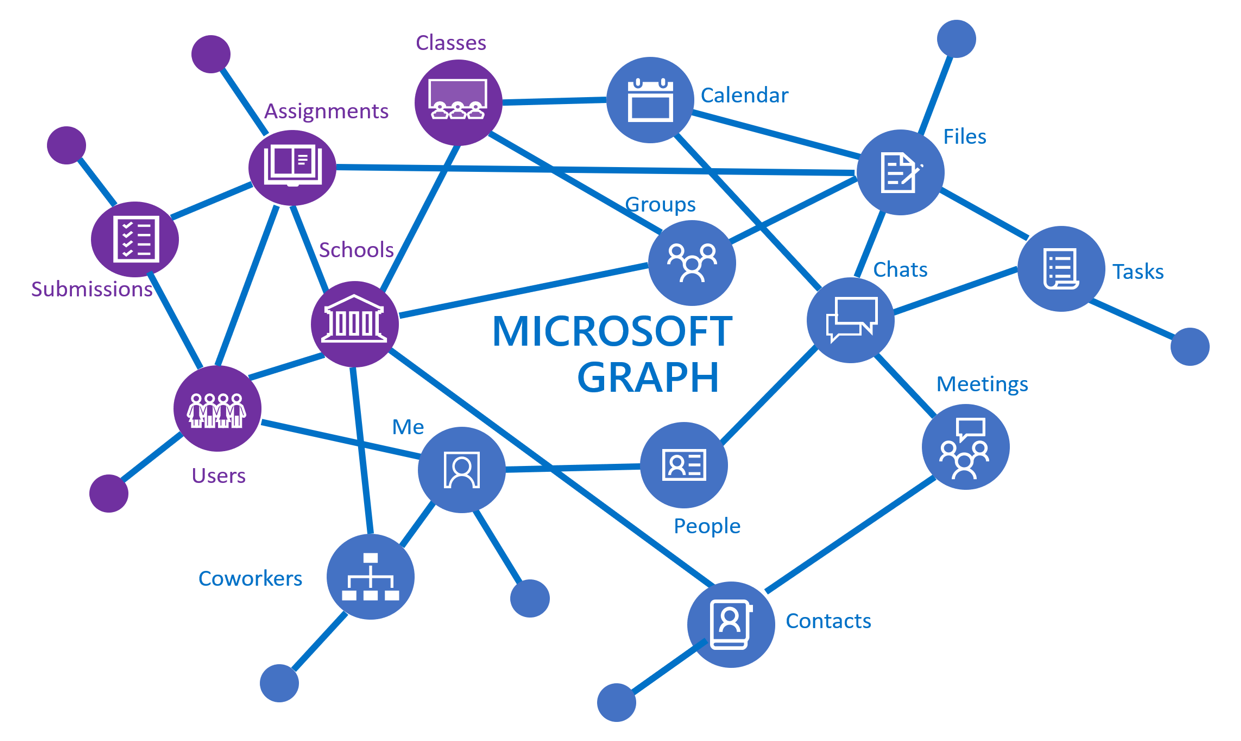 Classes
Calendar
Assignments
Files
Groups
Schools
Chats
Tasks
Submissions
MICROSOFT
GRAPH
Meetings
Me
Users
People
Coworkers
Contacts